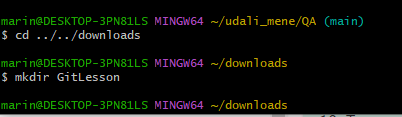 marin@DESKTOP-3PN81LS MINGW64 ~/udali_mene/QA (main)
$ cd ../../downloads
marin@DESKTOP-3PN81LS MINGW64 ~/downloads
$ mkdir GitLesson
marin@DESKTOP-3PN81LS MINGW64 ~/downloads